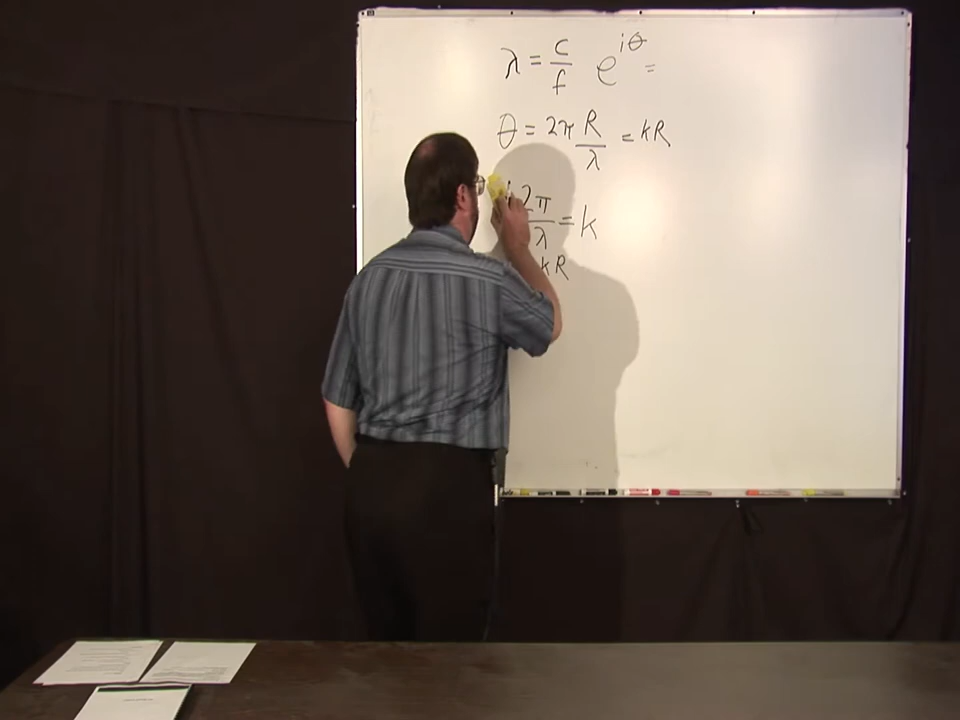 λ = c/f e^{iθ} =
θ = 2π R/λ = kR
i 2π/λ = k
kR